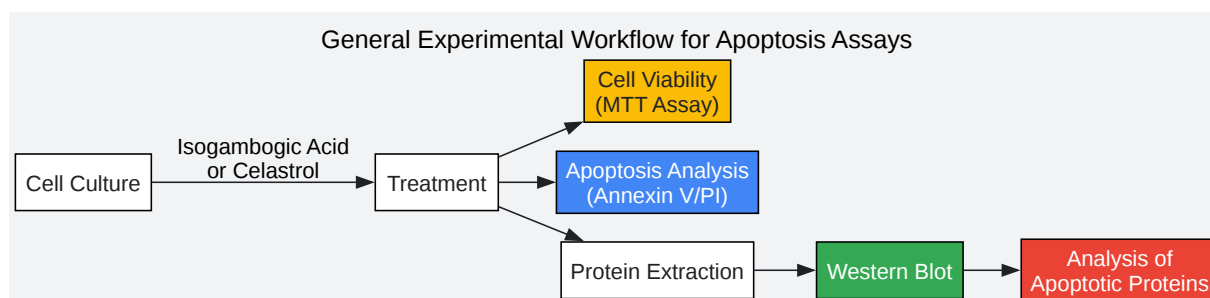 General Experimental Workflow for Apoptosis Assays
Cell Viability
(MTT Assay)
Isogambogic Acid
or Celastrol
Cell Culture
Treatment
Apoptosis Analysis
(Annexin V/PI)
Protein Extraction
Western Blot
Analysis of
Apoptotic Proteins